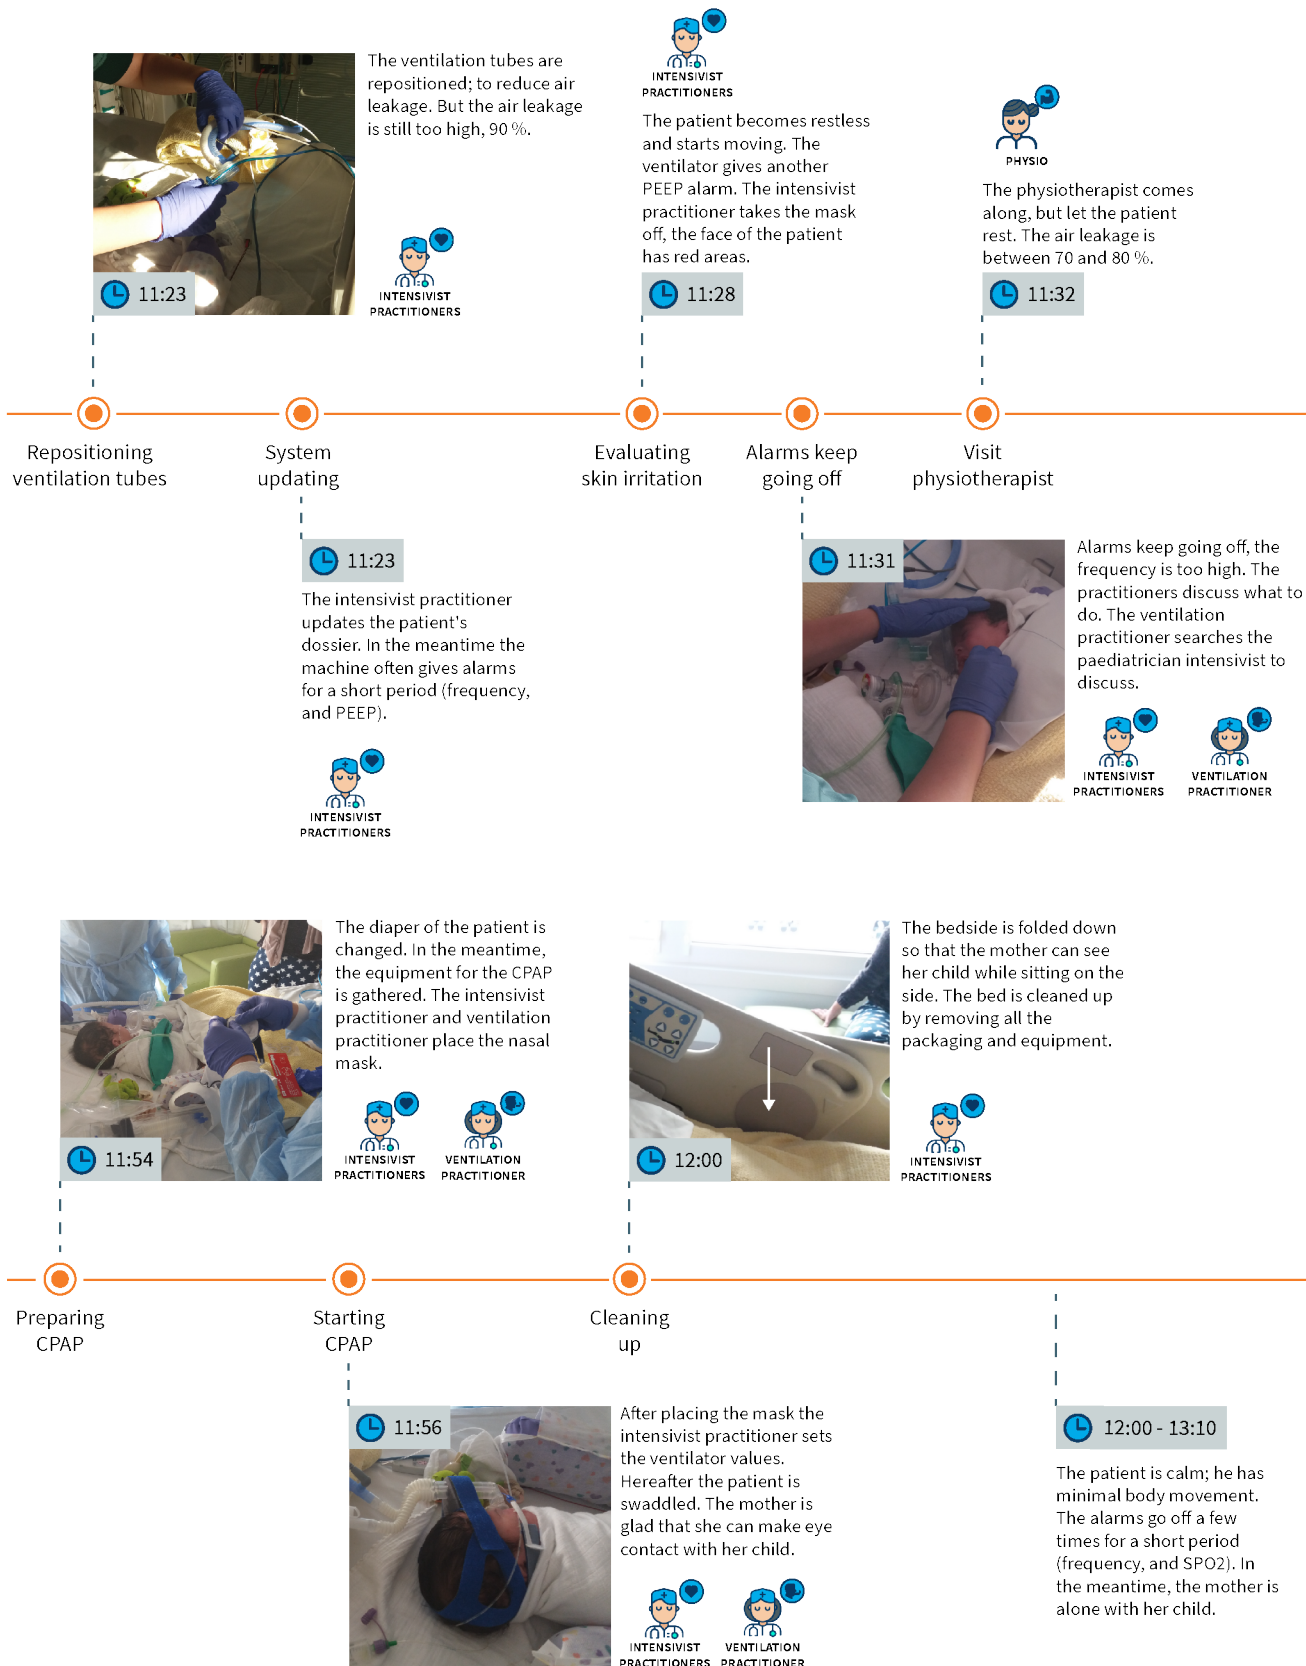 The ventilation tubes are
repositioned; to reduce air
leakage. But the air leakage
is still too high, 90 %.
INTENSIVIST
PRACTITIONERS
11:23
INTENSIVIST
PRACTITIONERS
The patient becomes restless
and starts moving. The
ventilator gives another
PEEP alarm. The intensivist
practitioner takes the mask
off, the face of the patient
has red areas.
11:28
PHYSIO
The physiotherapist comes
along, but let the patient
rest. The air leakage is
between 70 and 80 %.
11:32
Repositioning
ventilation tubes
System
updating
Evaluating
skin irritation
Alarms keep
going off
Visit
physiotherapist
11:23
The intensivist practitioner
updates the patient's
dossier. In the meantime the
machine often gives alarms
for a short period (frequency,
and PEEP).
INTENSIVIST
PRACTITIONERS
11:31
Alarms keep going off, the
frequency is too high. The
practitioners discuss what to
do. The ventilation
practitioner searches the
paediatrician intensivist to
discuss.
INTENSIVIST
PRACTITIONERS
VENTILATION
PRACTITIONER
The diaper of the patient is
changed. In the meantime,
the equipment for the CPAP
is gathered. The intensivist
practitioner and ventilation
practitioner place the nasal
mask.
INTENSIVIST
PRACTITIONERS
VENTILATION
PRACTITIONER
11:54
The bedside is folded down
so that the mother can see
her child while sitting on the
side. The bed is cleaned up
by removing all the
packaging and equipment.
INTENSIVIST
PRACTITIONERS
12:00
Preparing
CPAP
Starting
CPAP
Cleaning
up
11:56
After placing the mask the
intensivist practitioner sets
the ventilator values.
Hereafter the patient is
swaddled. The mother is
glad that she can make eye
contact with her child.
INTENSIVIST
PRACTITIONERS
VENTILATION
PRACTITIONER
12:00 - 13:10
The patient is calm; he has
minimal body movement.
The alarms go off a few
times for a short period
(frequency, and SPO2). In
the meantime, the mother is
alone with her child.